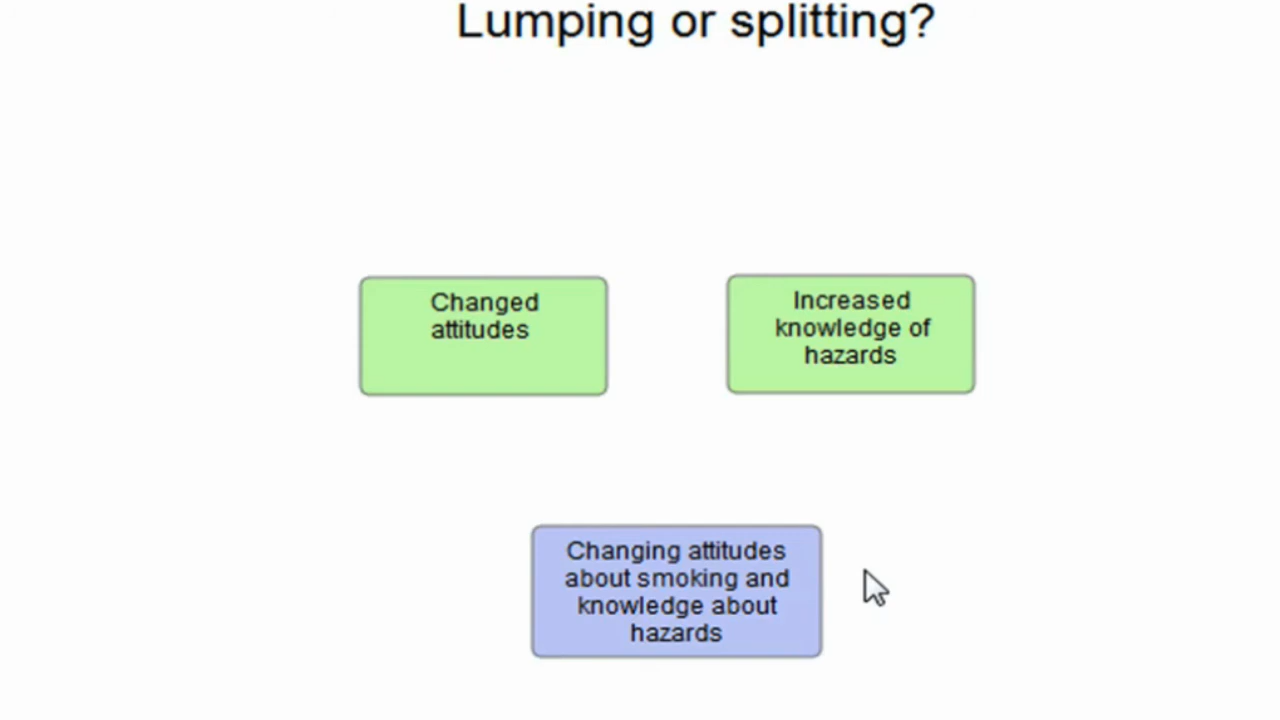 Lumping or splitting?
Changed
attitudes
Increased
knowledge of
hazards
Changing attitudes
about smoking and
knowledge about
hazards